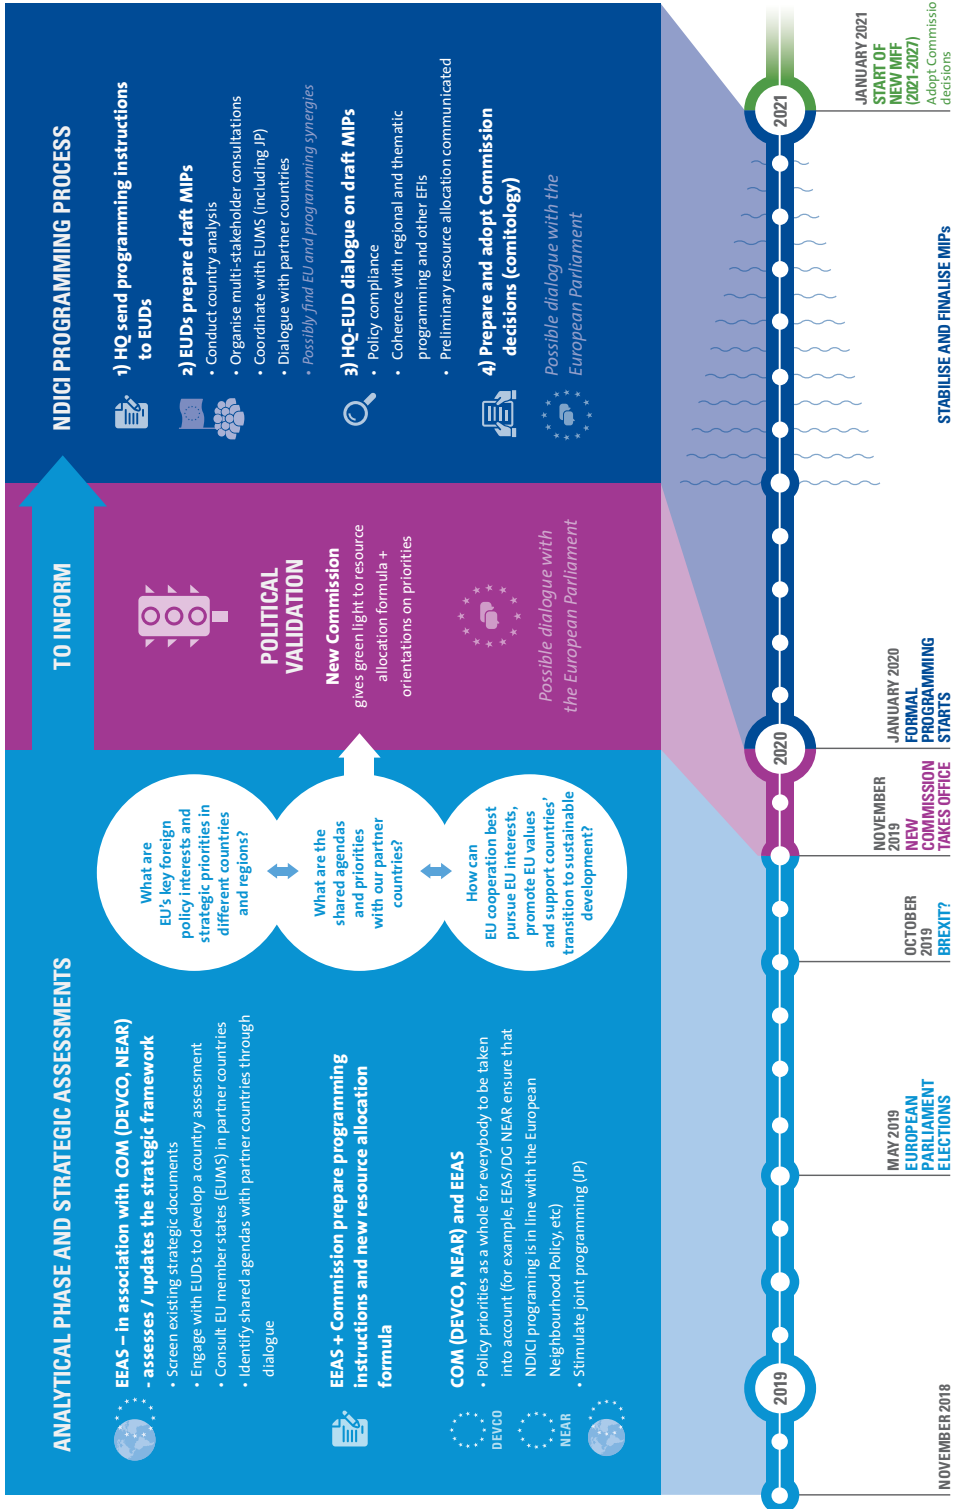 ANALYTICAL PHASE AND STRATEGIC ASSESSMENTS
EEAS – in association with COM (DEVCO, NEAR)
- assesses / updates the strategic framework
• Screen existing strategic documents
• Engage with EUDs to develop a country assessment
• Consult EU member states (EUMS) in partner countries
• Identify shared agendas with partner countries through
dialogue
EEAS + Commission prepare programming
instructions and new resource allocation
formula
COM (DEVCO, NEAR) and EEAS
• Policy priorities as a whole for everybody to be taken
into account (for example, EEAS/DG NEAR ensure that
NDICI programing is in line with the European
Neighbourhood Policy, etc)
• Stimulate joint programming (JP)
DEVCO
NEAR
What are
EU's key foreign
policy interests and
strategic priorities in
different countries
and regions?
What are the
shared agendas
and priorities
with our partner
countries?
How can
EU cooperation best
pursue EU interests,
promote EU values
and support countries'
transition to sustainable
development?
TO INFORM
POLITICAL
VALIDATION
New Commission
gives green light to resource
allocation formula +
orientations on priorities
Possible dialogue with
the European Parliament
NDICI PROGRAMMING PROCESS
1) HQ send programming instructions
to EUDs
2) EUDs prepare draft MIPs
• Conduct country analysis
• Organise multi-stakeholder consultations
• Coordinate with EUMS (including JP)
• Dialogue with partner countries
• Possibly find EU and programming synergies
3) HQ-EUD dialogue on draft MIPs
• Policy compliance
• Coherence with regional and thematic
programming and other EFIs
• Preliminary resource allocation communicated
4) Prepare and adopt Commission
decisions (comitology)
Possible dialogue with the
European Parliament
2019
2020
2021
NOVEMBER 2018
MAY 2019
EUROPEAN
PARLIAMENT
ELECTIONS
OCTOBER
2019
BREXIT?
NOVEMBER
2019
NEW
COMMISSION
TAKES OFFICE
JANUARY 2020
FORMAL
PROGRAMMING
STARTS
STABILISE AND FINALISE MIPs
JANUARY 2021
START OF
NEW MFF
(2021-2027)
Adopt Commissio
decisions